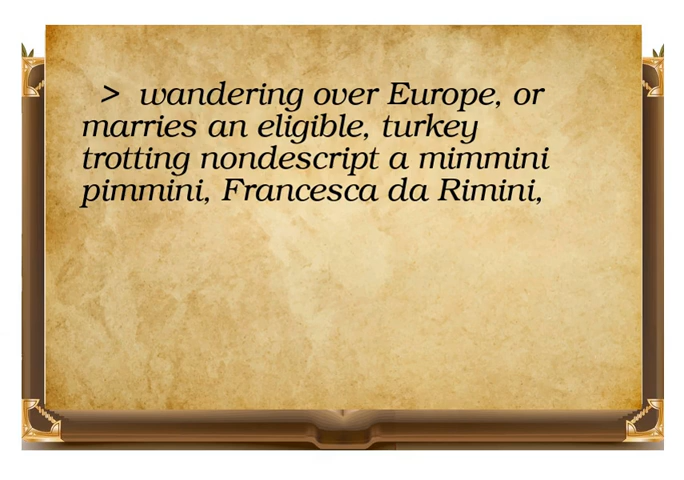 > wandering over Europe, or
marries an eligible, turkey
trotting nondescript a mimmini
pimmini, Francesca da Rimini,